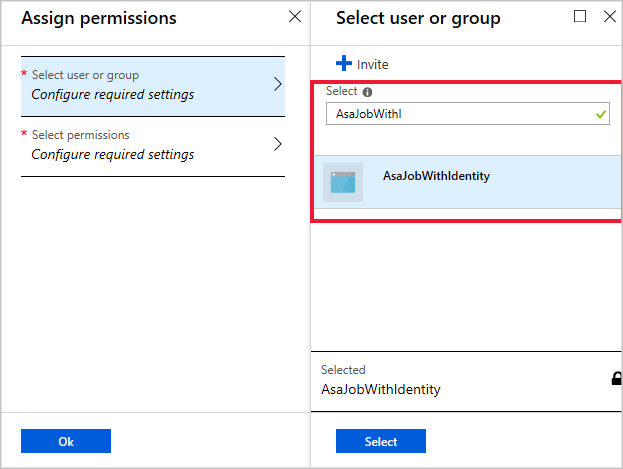 Assign permissions
* Select user or group
Configure required settings
* Select permissions
Configure required settings
Ok
Select user or group
Invite
Select
AsaJobWithI
AsaJobWithIdentity
Selected
AsaJobWithIdentity
Select